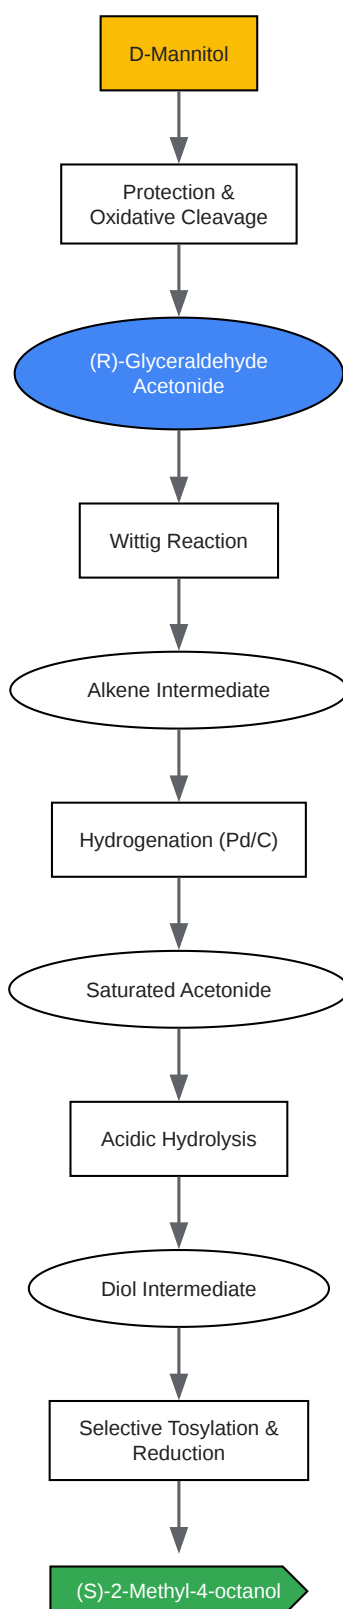 D-Mannitol
Protection &
Oxidative Cleavage
(R)-Glyceraldehyde
Acetonide
Wittig Reaction
Alkene Intermediate
Hydrogenation (Pd/C)
Saturated Acetonide
Acidic Hydrolysis
Diol Intermediate
Selective Tosylation &
Reduction
(S)-2-Methyl-4-octanol